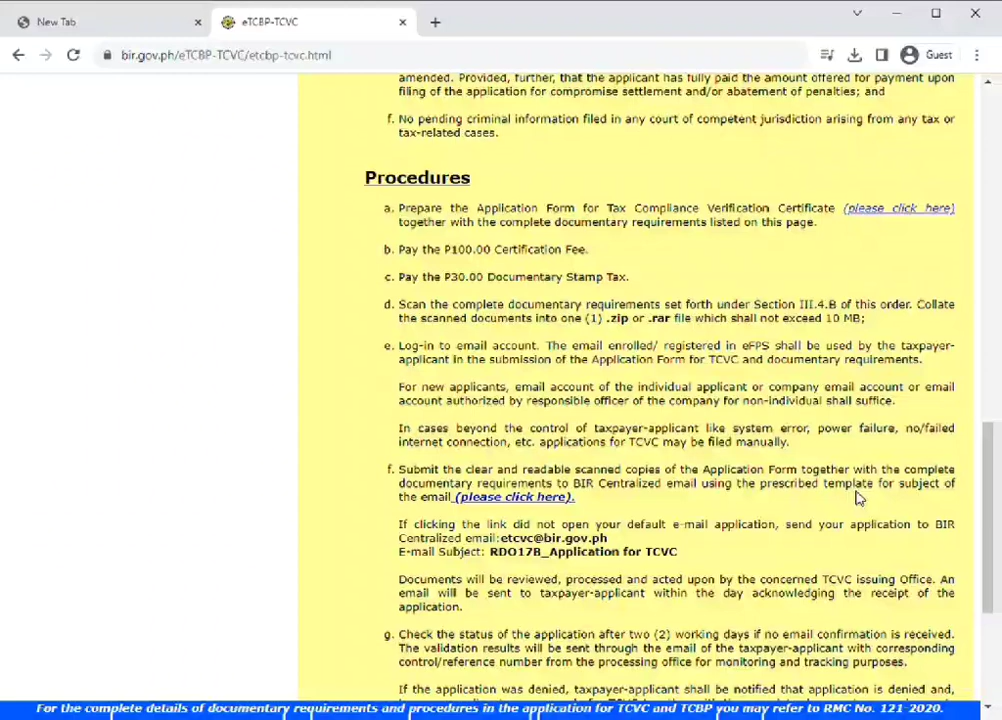 New Tab
eTCBP-TCVC
bir.gov.ph/eTCBP-TCVC/etcbp-tcvc.html
Guest
amended. Provided, further, that the applicant has fully paid the amount offered for payment upon
filing of the application for compromise settlement and/or abatement of penalties; and
f. No pending criminal information filed in any court of competent jurisdiction arising from any tax or
tax-related cases.
Procedures
a. Prepare the Application Form for Tax Compliance Verification Certificate (please click here)
together with the complete documentary requirements listed on this page.
b. Pay the P100.00 Certification Fee.
c. Pay the P30.00 Documentary Stamp Tax.
d. Scan the complete documentary requirements set forth under Section III.4.B of this order. Collate
the scanned documents into one (1) .zip or .rar file which shall not exceed 10 MB;
e. Log-in to email account. The email enrolled/ registered in eFPS shall be used by the taxpayer-
applicant in the submission of the Application Form for TCVC and documentary requirements.
For new applicants, email account of the individual applicant or company email account or email
account authorized by responsible officer of the company for non-individual shall suffice.
In cases beyond the control of taxpayer-applicant like system error, power failure, no/failed
internet connection, etc. applications for TCVC may be filed manually.
f. Submit the clear and readable scanned copies of the Application Form together with the complete
documentary requirements to BIR Centralized email using the prescribed template for subject of
the email (please click here).
If clicking the link did not open your default e-mail application, send your application to BIR
Centralized email:etcvc@bir.gov.ph
E-mail Subject: RDO17B_Application for TCVC
Documents will be reviewed, processed and acted upon by the concerned TCVC issuing Office. An
email will be sent to taxpayer-applicant within the day acknowledging the receipt of the
application.
g. Check the status of the application after two (2) working days if no email confirmation is received.
The validation results will be sent through the email of the taxpayer-applicant with corresponding
control/reference number from the processing office for monitoring and tracking purposes.
If the application was denied, taxpayer-applicant shall be notified that application is denied and,
For the complete details of documentary requirements and procedures in the application for TCVC and TCBP you may refer to RMC No. 121-2020.